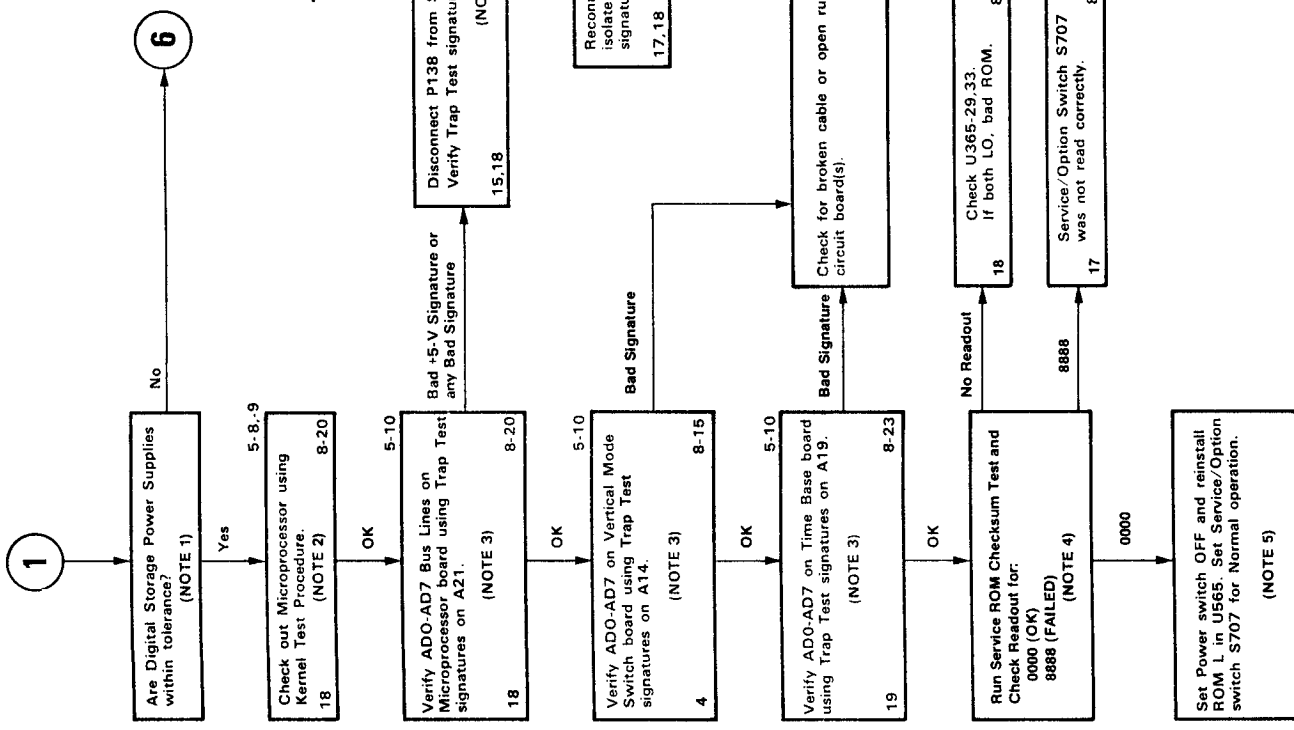 1
Are Digital Storage Power Supplies
within tolerance?
(NOTE 1)
No
6
Yes
5-8,-9
Check out Microprocessor using
Kernel Test Procedure.
(NOTE 2)
18
8-20
OK
5-10
Verify AD0-AD7 Bus Lines on
Microprocessor board using Trap Test
signatures on A21.
(NOTE 3)
18
8-20
Bad +5-V Signature or
any Bad Signature
Disconnect P138 from
Verify Trap Test
15,18
OK
5-10
Verify AD0-AD7 on Vertical Mode
Switch board using Trap Test
signatures on A14.
(NOTE 3)
4
8-15
Bad Signature
isolate
17,18
OK
5-10
Verify AD0-AD7 on Time Base board
using Trap Test signatures on A19.
(NOTE 3)
19
8-23
Bad Signature
Check for broken cable or open
circuit board(s).
OK
Run Service ROM Checksum Test and
Check Readout for:
0000 (OK)
8888 (FAILED)
(NOTE 4)
No Readout
Check U365-29,33.
If both LO, bad ROM.
18
8888
Service/Option Switch S707
was not read correctly.
17
0000
Set Power switch OFF and reinstall
ROM L in U565. Set Service/Option
switch S707 for Normal operation.
(NOTE 5)